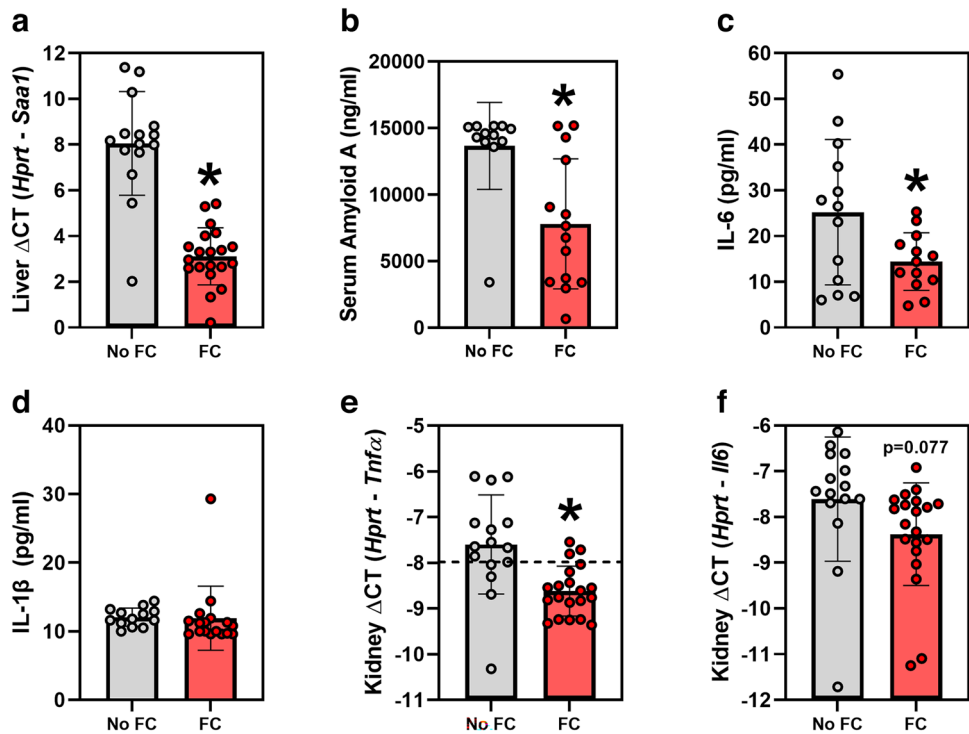 a
Liver ΔCT (Hprt - Saa1)
12
10
8
6
4
2
0
*
No FC
FC
b
Serum Amyloid A (ng/ml)
20000
15000
10000
5000
0
*
No FC
FC
c
IL-6 (pg/ml)
60
50
40
30
20
10
0
*
No FC
FC
d
IL-1β (pg/ml)
40
30
20
10
0
No FC
FC
e
Kidney ΔCT (Hprt - Tnfα)
-5
-6
-7
-8
-9
-10
-11
*
No FC
FC
f
Kidney ΔCT (Hprt - Il6)
-6
-7
-8
-9
-10
-11
-12
p=0.077
No FC
FC